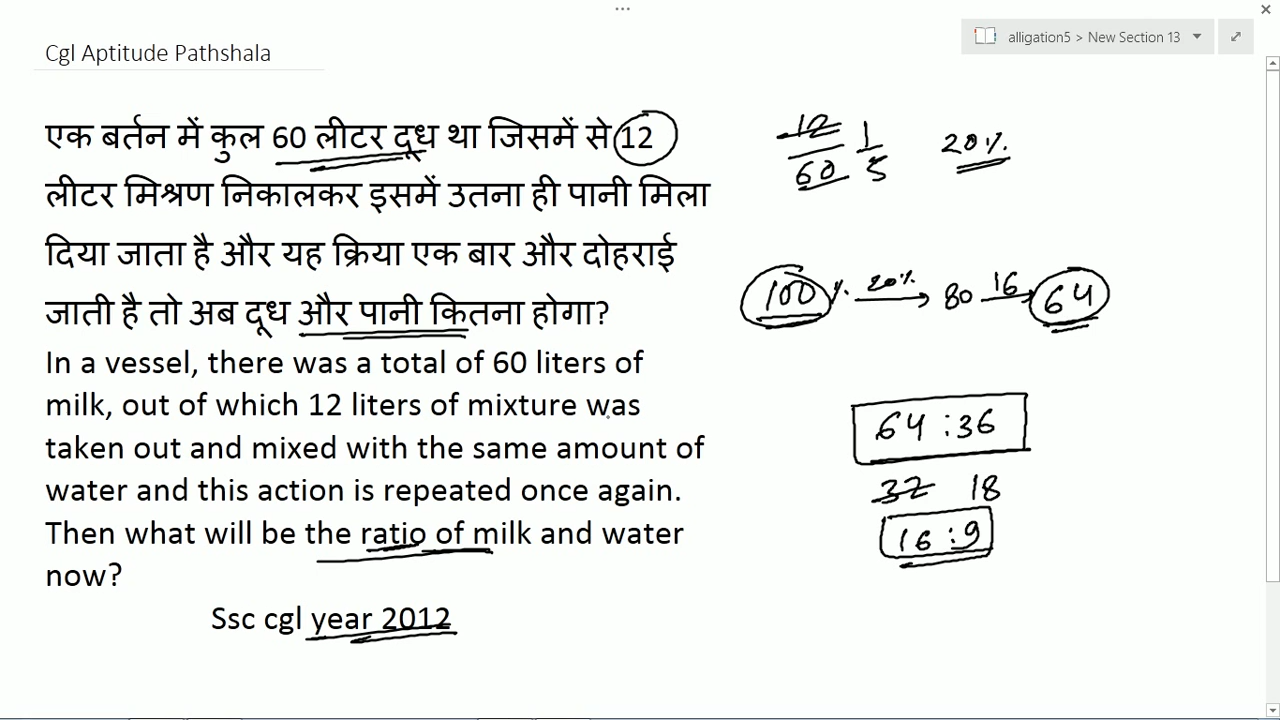 ...
alligation5 > New Section 13
Cgl Aptitude Pathshala
एक बर्तन में कुल 60 लीटर दूध था जिसमें से 12
लीटर मिश्रण निकालकर इसमें उतना ही पानी मिला
दिया जाता है और यह क्रिया एक बार और दोहराई
जाती है तो अब दूध और पानी कितना होगा?
In a vessel, there was a total of 60 liters of
milk, out of which 12 liters of mixture was
taken out and mixed with the same amount of
water and this action is repeated once again.
Then what will be the ratio of milk and water
now?
Ssc cgl year 2012
12/60 1/5 20%
100% 20% 80 16 64
64 : 36
32 18
16 : 9